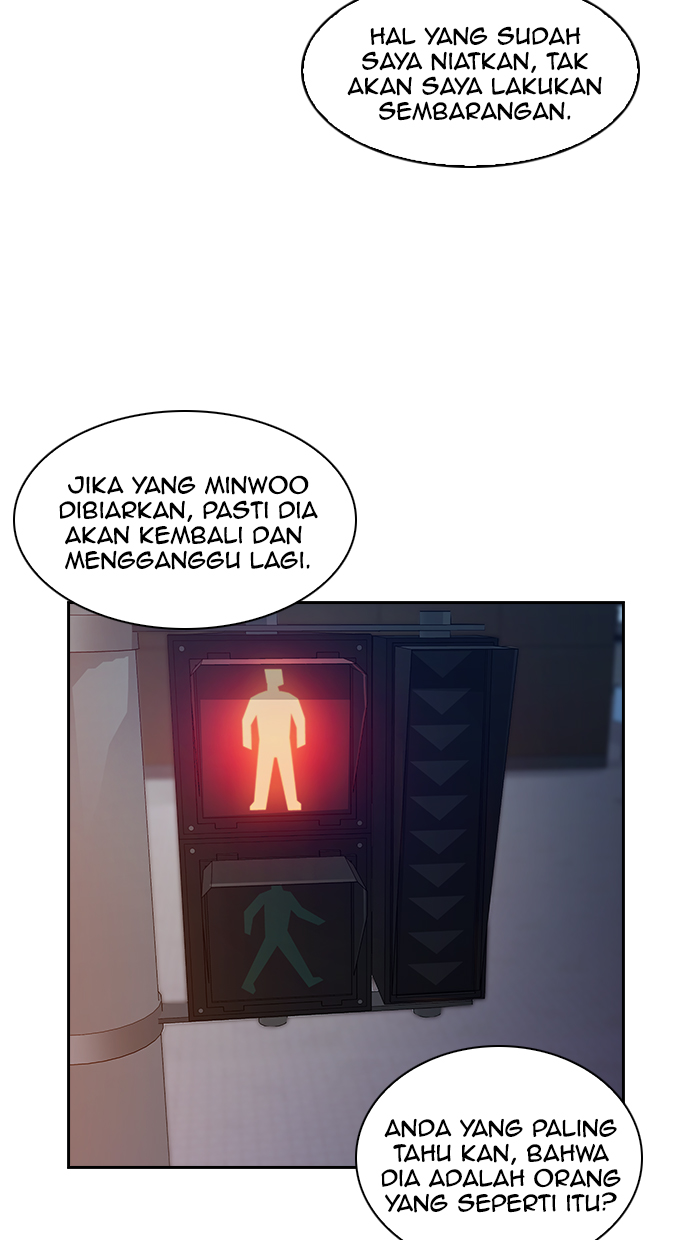 HAL YANG SUDAH
SAYA NIATKAN, TAK
AKAN SAYA LAKUKAN
SEMBARANGAN.
JIKA YANG MINWOO
DIBIARKAN, PASTI DIA
AKAN KEMBALI DAN
MENGGANGGU LAGI.
ANDA YANG PALING
TAHU KAN, BAHWA
DIA ADALAH ORANG
YANG SEPERTI ITU?